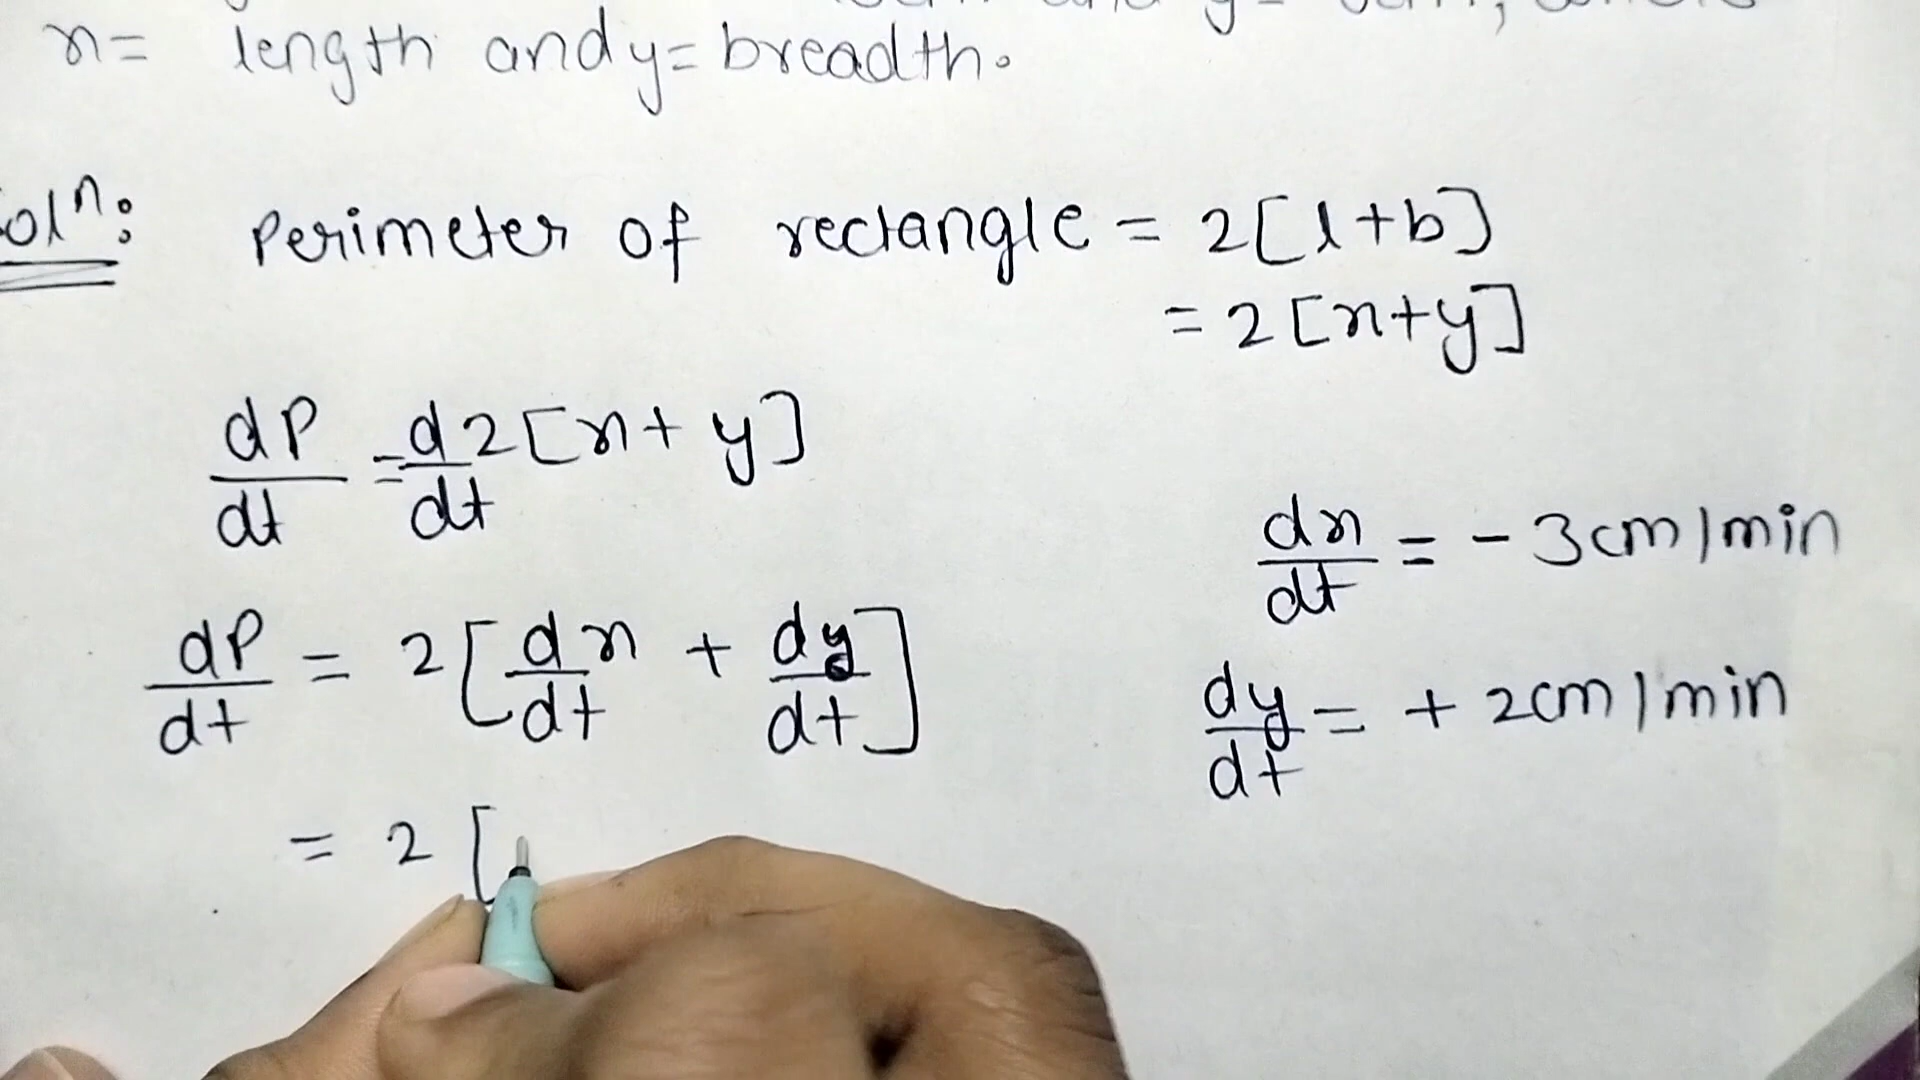 x= length and y= breadth.
Solⁿ: Perimeter of rectangle = 2[l+b]
= 2[x+y]
dP/dt = d/dt 2[x+y]
dx/dt = - 3cm/min
dP/dt = 2[dx/dt + dy/dt]
dy/dt = + 2cm/min
= 2[